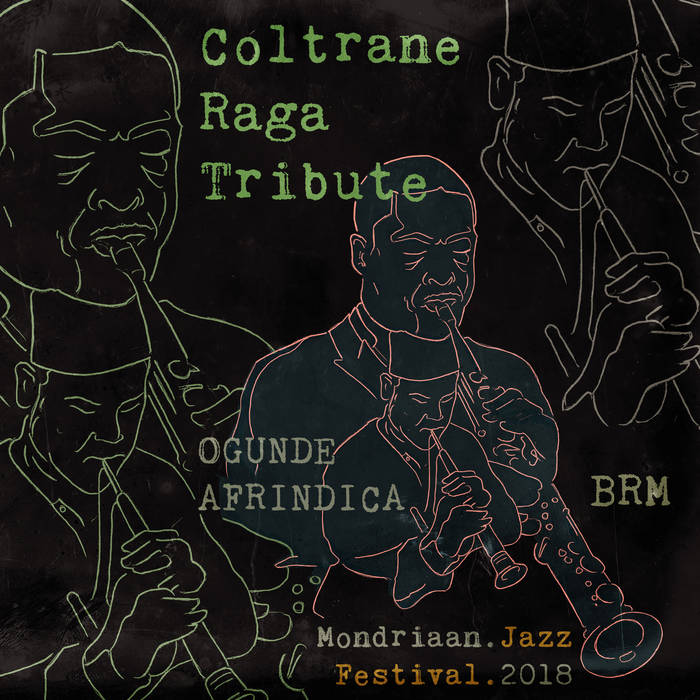 Coltrane
Raga
Tribute
OGUNDE
AFRINDICA
BRM
Mondriaan.Jazz
Festival.2018